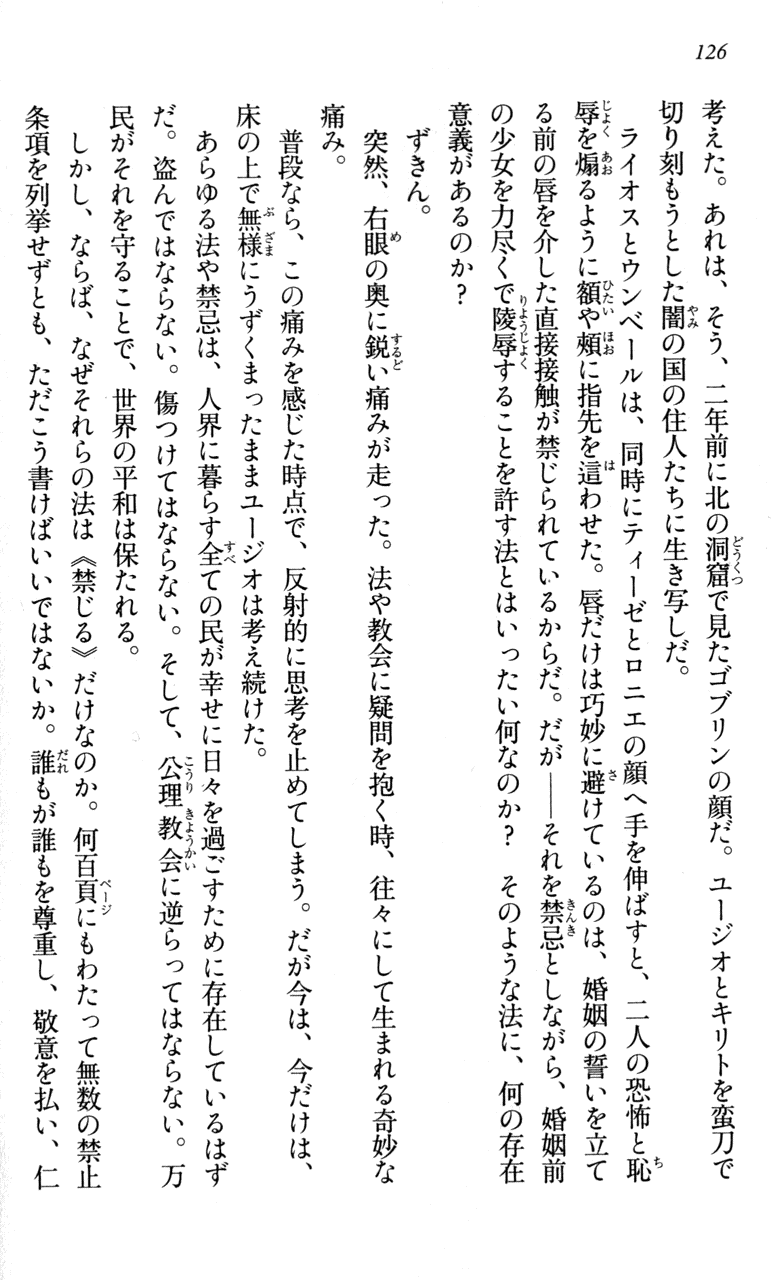 126
考えた。あれは、そう、二年前に北の洞窟で見たゴブリンの顔だ。ユージオとキリトを蛮刀で
切り刻もうとした闇の国の住人たちに生き写しだ。
ライオスとウンベールは、同時にティーゼとロニエの顔へ手を伸ばすと、二人の恐怖と恥
辱を煽るように額や頰に指先を這わせた。唇だけは巧妙に避けているのは、婚姻の誓いを立て
る前の唇を介した直接接触が禁じられているからだ。だが――それを禁忌としながら、婚姻前
の少女を力尽くで陵辱することを許す法とはいったい何なのか？　そのような法に、何の存在
意義があるのか？
ずきん。
突然、右眼の奥に鋭い痛みが走った。法や教会に疑問を抱く時、往々にして生まれる奇妙な
痛み。
普段なら、この痛みを感じた時点で、反射的に思考を止めてしまう。だが今は、今だけは、
床の上で無様にうずくまったままユージオは考え続けた。
あらゆる法や禁忌は、人界に暮らす全ての民が幸せに日々を過ごすために存在しているはず
だ。盗んではならない。傷つけてはならない。そして、公理教会に逆らってはならない。万
民がそれを守ることで、世界の平和は保たれる。
しかし、ならば、なぜそれらの法は《禁じる》だけなのか。何百頁にもわたって無数の禁止
条項を列挙せずとも、ただこう書けばいいではないか。誰もが誰もを尊重し、敬意を払い、仁